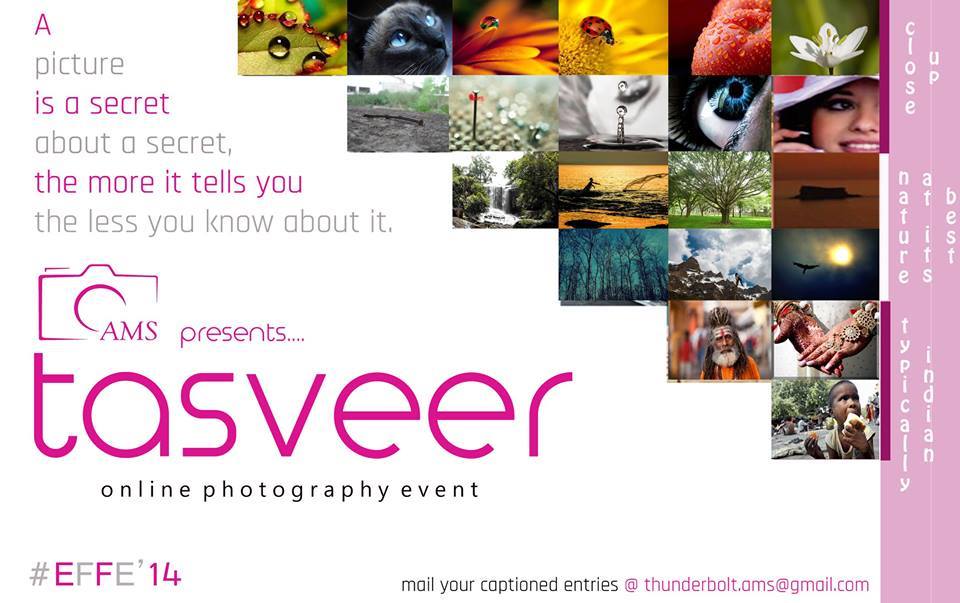 A
picture
is a secret
about a secret,
the more it tells you
the less you know about it.
AMS presents....
tasveer
online photography event
#EFFE'14
mail your captioned entries @ thunderbolt.ams@gmail.com
close up
nature at its best
typically indian